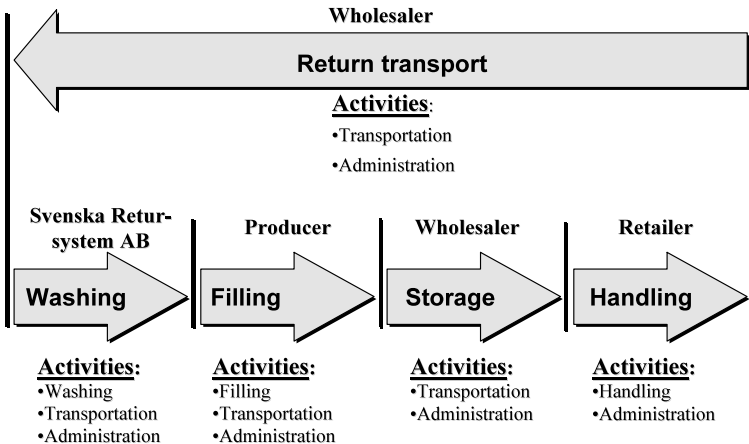 Wholesaler
Return transport
Activities:
•Transportation
•Administration
Svenska Retur-
system AB
Washing
Activities:
•Washing
•Transportation
•Administration
Producer
Filling
Activities:
•Filling
•Transportation
•Administration
Wholesaler
Storage
Activities:
•Transportation
•Administration
Retailer
Handling
Activities:
•Handling
•Administration